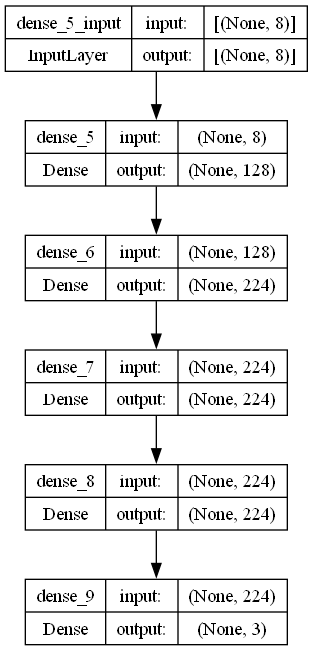 dense_5_input input: [(None, 8)]
InputLayer output: [(None, 8)]
dense_5 input: (None, 8)
Dense output: (None, 128)
dense_6 input: (None, 128)
Dense output: (None, 224)
dense_7 input: (None, 224)
Dense output: (None, 224)
dense_8 input: (None, 224)
Dense output: (None, 224)
dense_9 input: (None, 224)
Dense output: (None, 3)